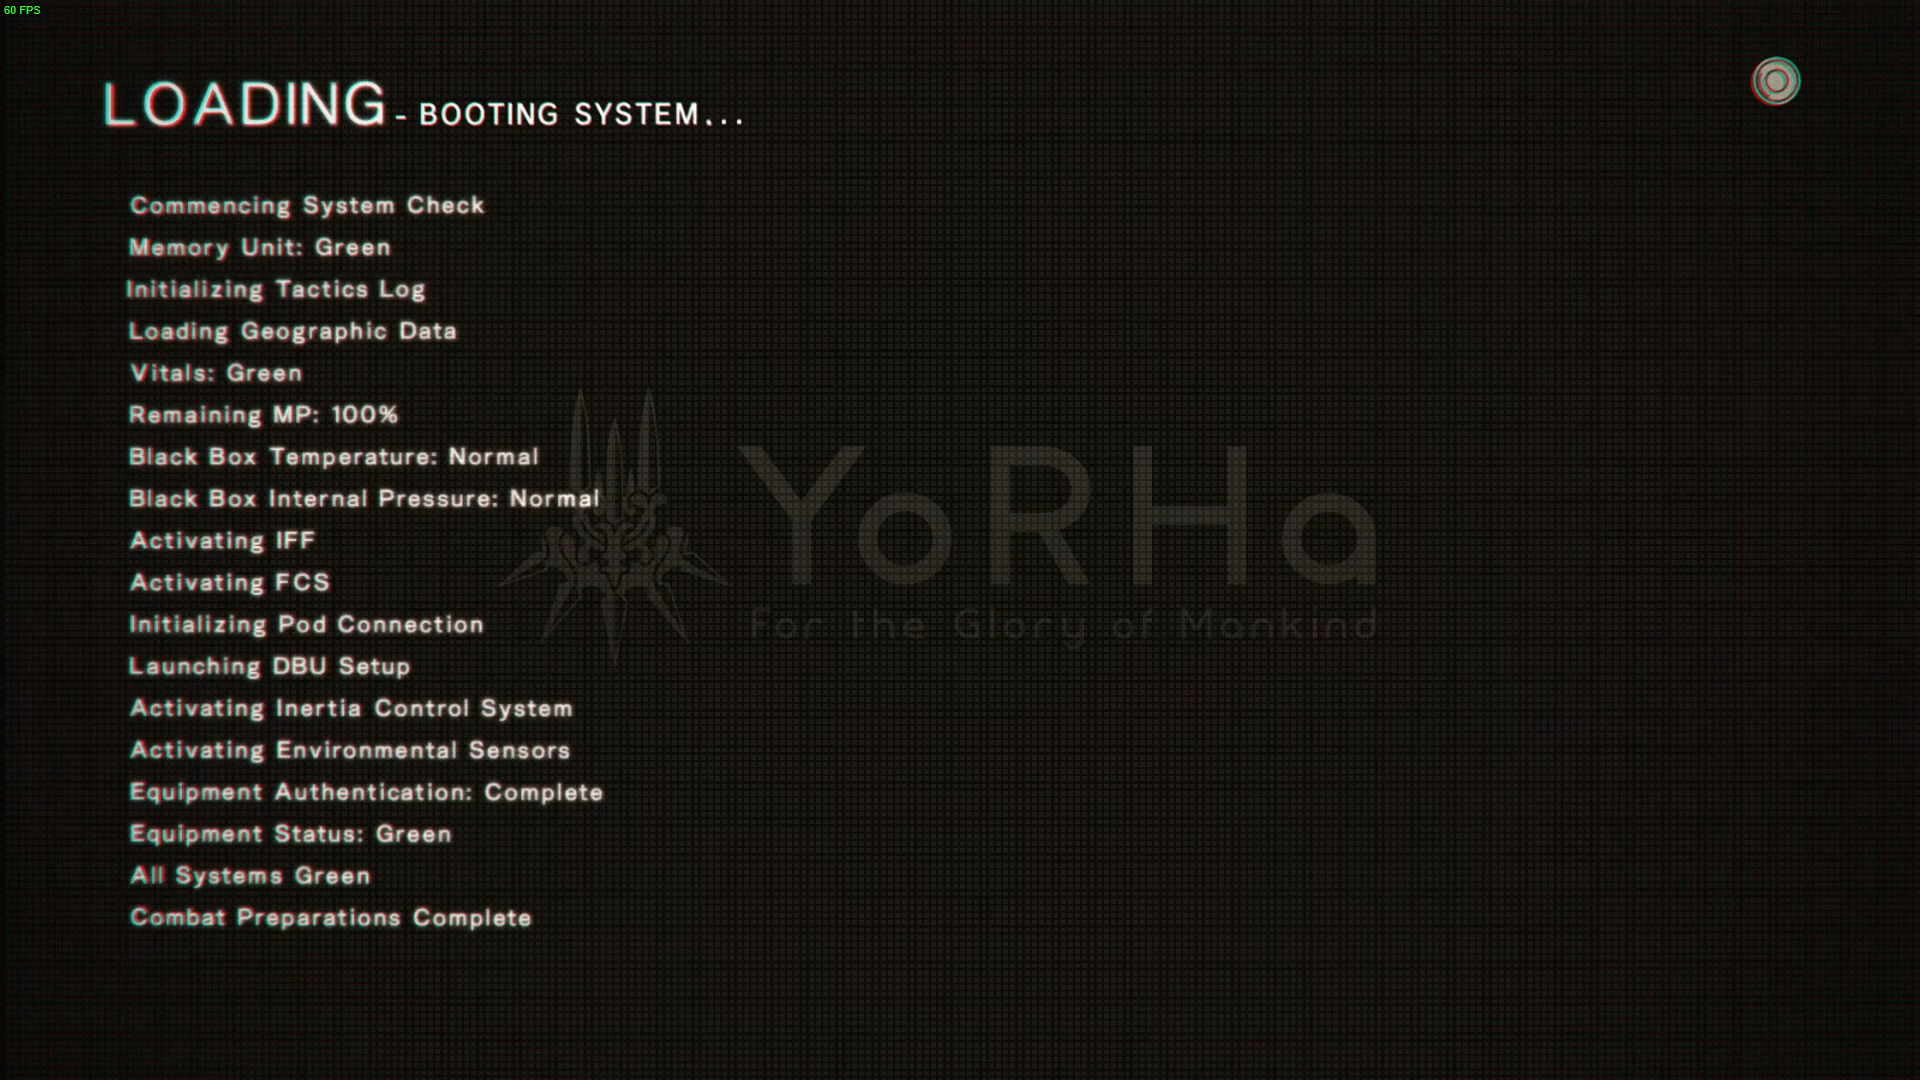 60 FPS
LOADING - BOOTING SYSTEM...
Commencing System Check
Memory Unit: Green
Initializing Tactics Log
Loading Geographic Data
Vitals: Green
Remaining MP: 100%
Black Box Temperature: Normal
Black Box Internal Pressure: Normal
Activating IFF
Activating FCS
Initializing Pod Connection
Launching DBU Setup
Activating Inertia Control System
Activating Environmental Sensors
Equipment Authentication: Complete
Equipment Status: Green
All Systems Green
Combat Preparations Complete
YoRHa
For the Glory of Mankind